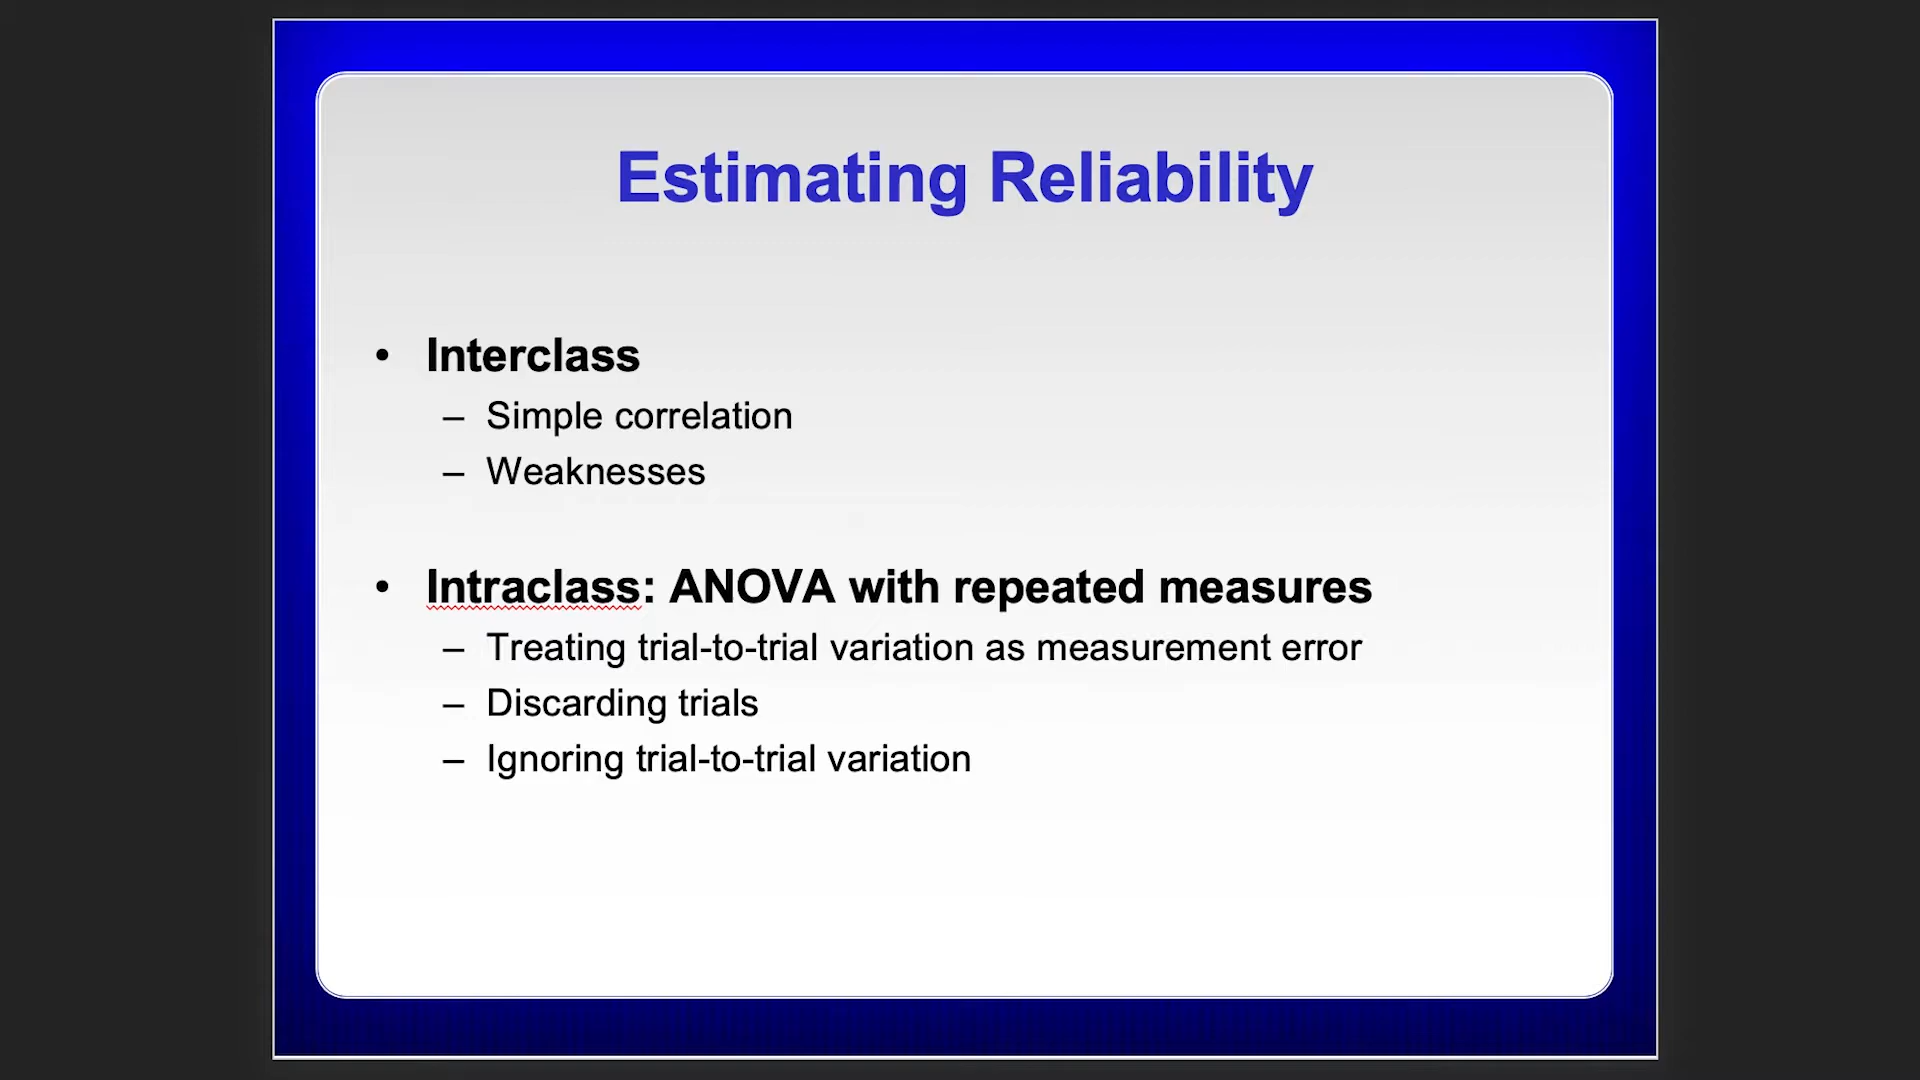 Estimating Reliability
• Interclass
– Simple correlation
– Weaknesses
• Intraclass: ANOVA with repeated measures
– Treating trial-to-trial variation as measurement error
– Discarding trials
– Ignoring trial-to-trial variation